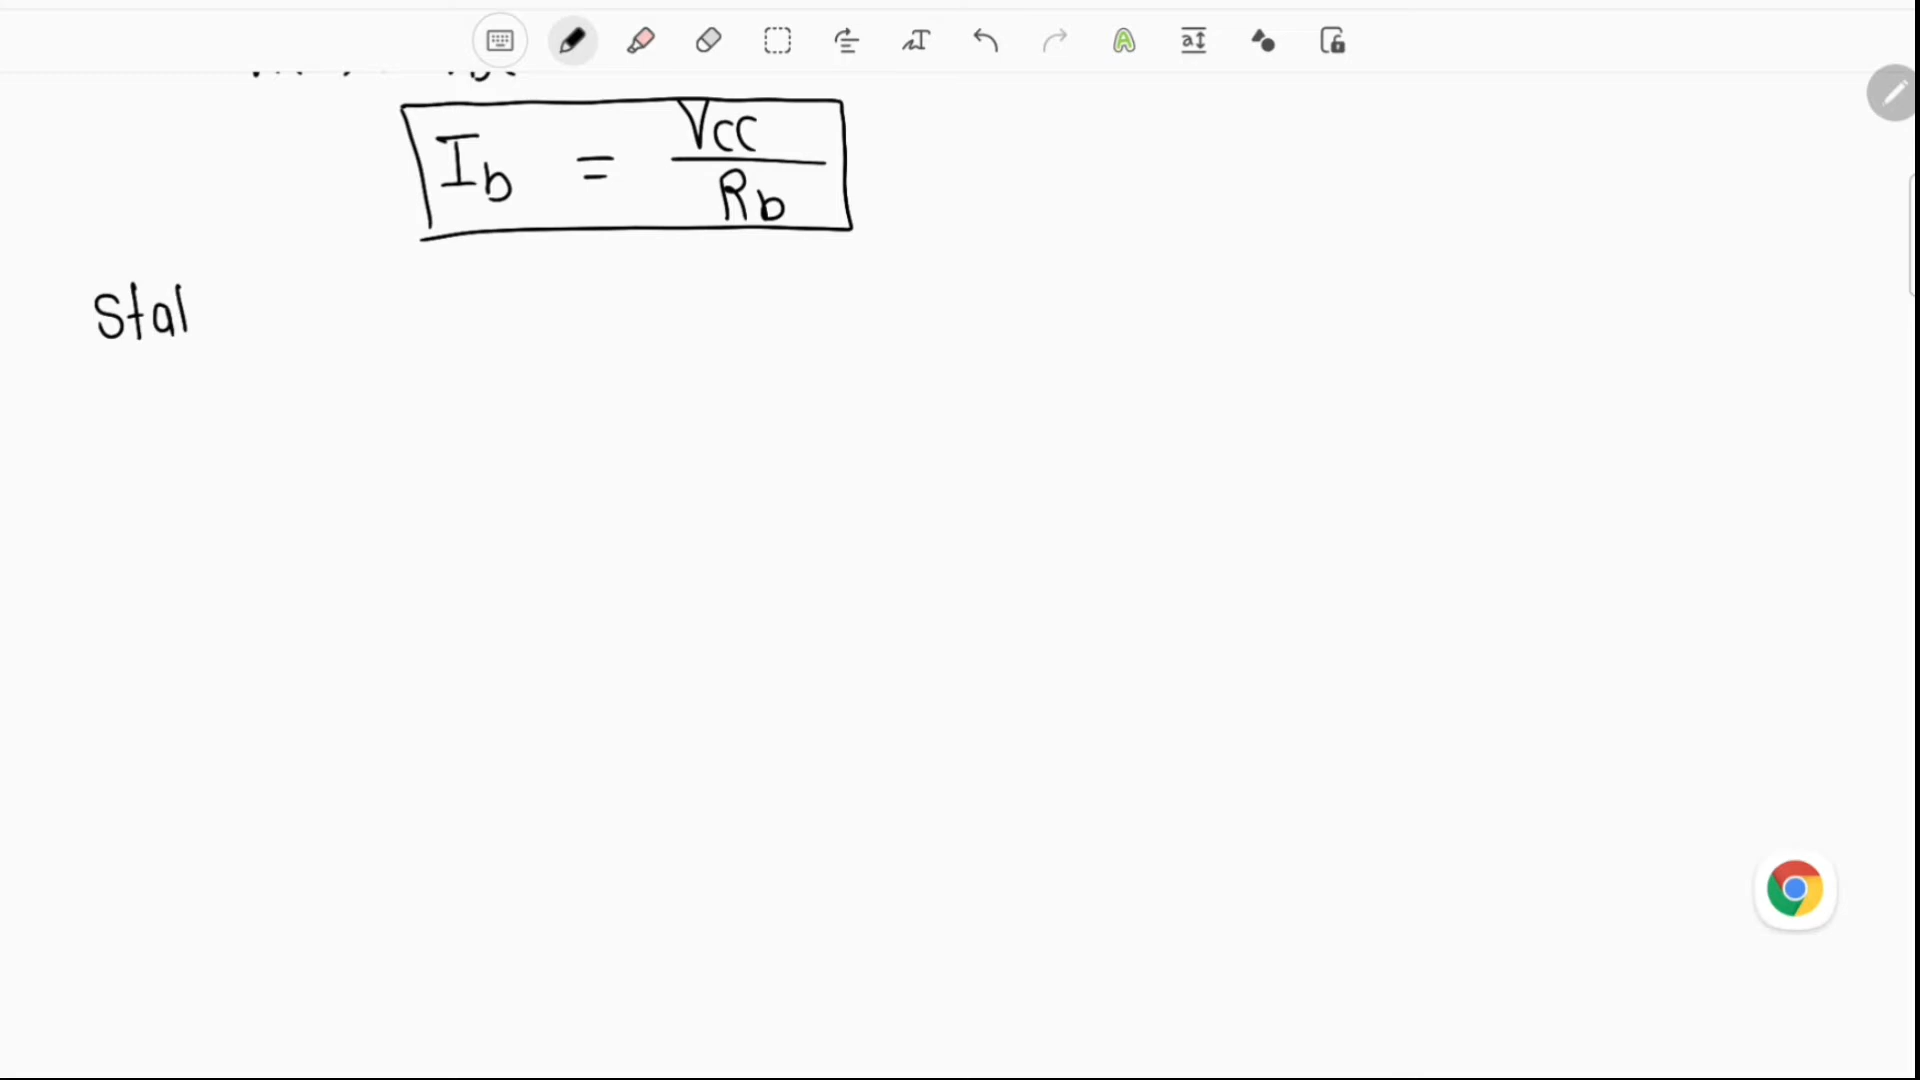 Ib = Vcc / Rb
Stal